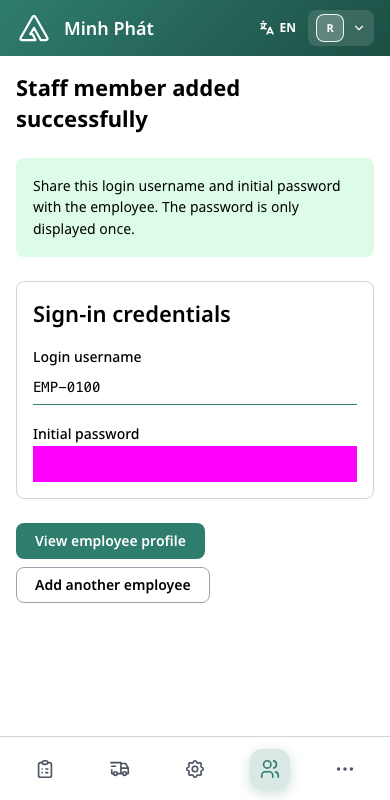 Minh Phát
EN
R
Staff member added
successfully
Share this login username and initial password
with the employee. The password is only
displayed once.
Sign-in credentials
Login username
EMP-0100
Initial password
View employee profile
Add another employee